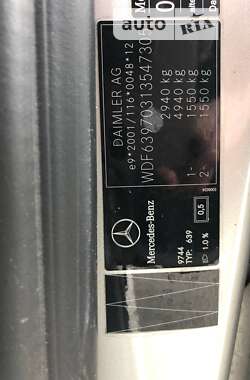 auto
RIA
DAIMLER AG
e9*2001/116*0048*12
WDF63970313547305
2940 kg
4940 kg
1- 1550 kg
2- 1550 kg
Mercedes-Benz
0,5
9744
TYP: 639
1.0%